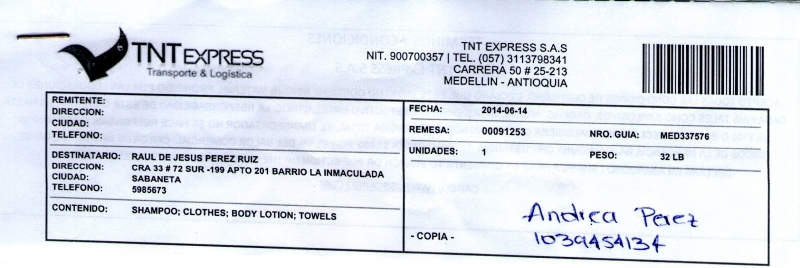 TNT EXPRESS
Transporte & Logistica
TNT EXPRESS S.A.S
NIT. 900700357 | TEL. (057) 3113798341
CARRERA 50 # 25-213
MEDELLIN - ANTIOQUIA
REMITENTE:
DIRECCION:
CIUDAD:
TELEFONO:
FECHA: 2014-06-14
REMESA: 00091253 NRO. GUIA: MED337576
UNIDADES: 1 PESO: 32 LB
DESTINATARIO: RAUL DE JESUS PEREZ RUIZ
DIRECCION: CRA 33 # 72 SUR -199 APTO 201 BARRIO LA INMACULADA
CIUDAD: SABANETA
TELEFONO: 5985673
CONTENIDO: SHAMPOO; CLOTHES; BODY LOTION; TOWELS
Andrea Perez
1039454134
- COPIA -